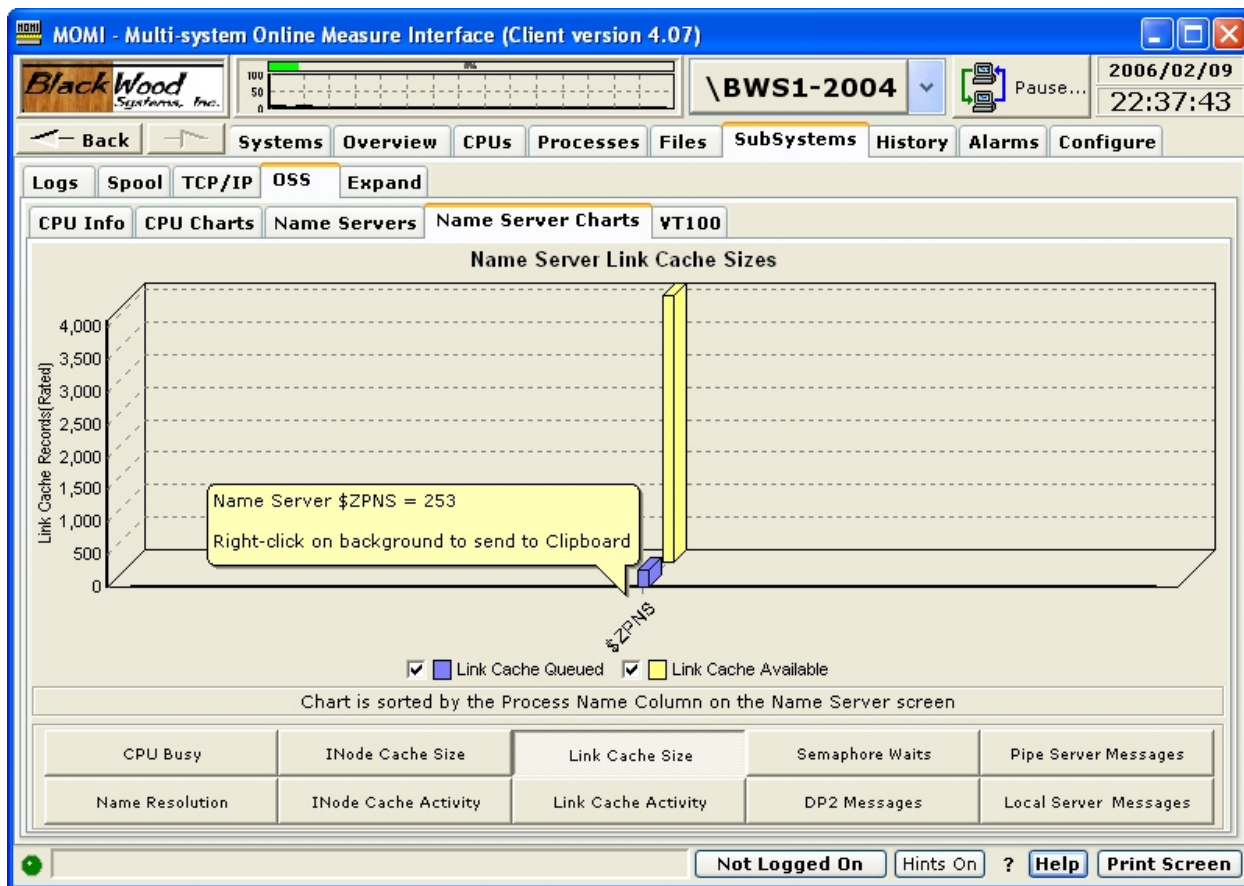 MOMI
MOMI - Multi-system Online Measure Interface (Client version 4.07)
BlackWood
Systems, Inc.
0%
100
50
0
\BWS1-2004
Pause...
2006/02/09
22:37:43
Back
Systems Overview CPUs Processes Files SubSystems History Alarms Configure
Logs Spool TCP/IP OSS Expand
CPU Info CPU Charts Name Servers Name Server Charts VT100
Name Server Link Cache Sizes
Link Cache Records(Rated)
4,000
3,500
3,000
2,500
2,000
1,500
1,000
500
0
Name Server $ZPNS = 253
Right-click on background to send to Clipboard
$ZPNS
Link Cache Queued Link Cache Available
Chart is sorted by the Process Name Column on the Name Server screen
CPU Busy INode Cache Size Link Cache Size Semaphore Waits Pipe Server Messages
Name Resolution INode Cache Activity Link Cache Activity DP2 Messages Local Server Messages
Not Logged On Hints On ? Help Print Screen